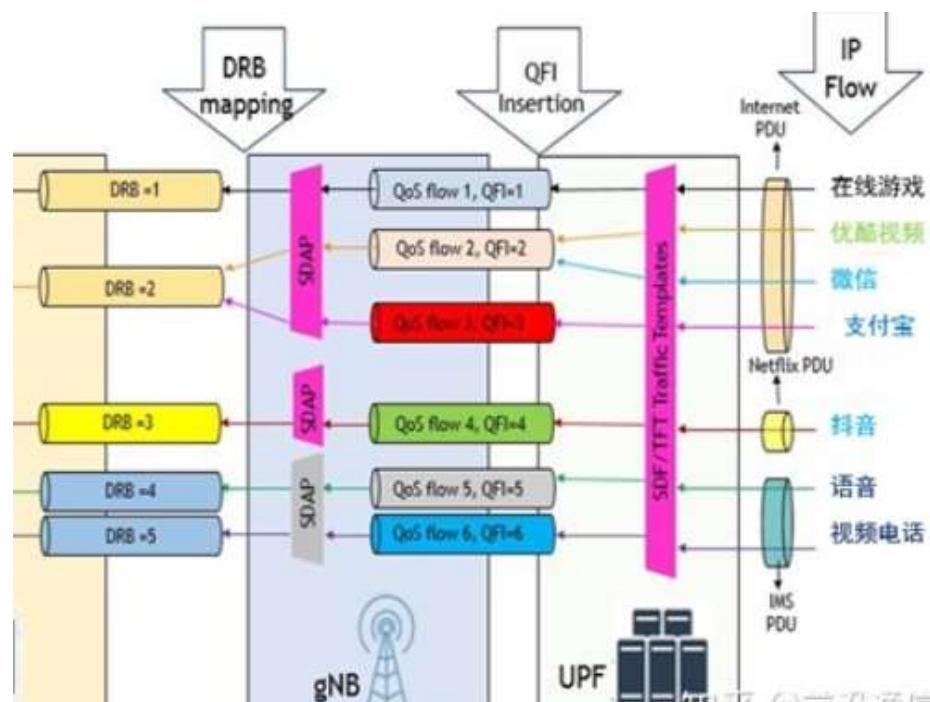 DRB
mapping
QFI
Insertion
IP
Flow
Internet
PDU
DRB =1
SDAP
QoS flow 1, QFI=1
SDF/TFT Traffic Templates
在线游戏
QoS flow 2, QFI=2
优酷视频
DRB =2
微信
QoS flow 3, QFI=3
支付宝
Netflix PDU
DRB =3
SDAP
QoS flow 4, QFI=4
抖音
DRB =4
SDAP
QoS flow 5, QFI=5
语音
DRB =5
QoS flow 6, QFI=6
视频电话
IMS
PDU
gNB
UPF